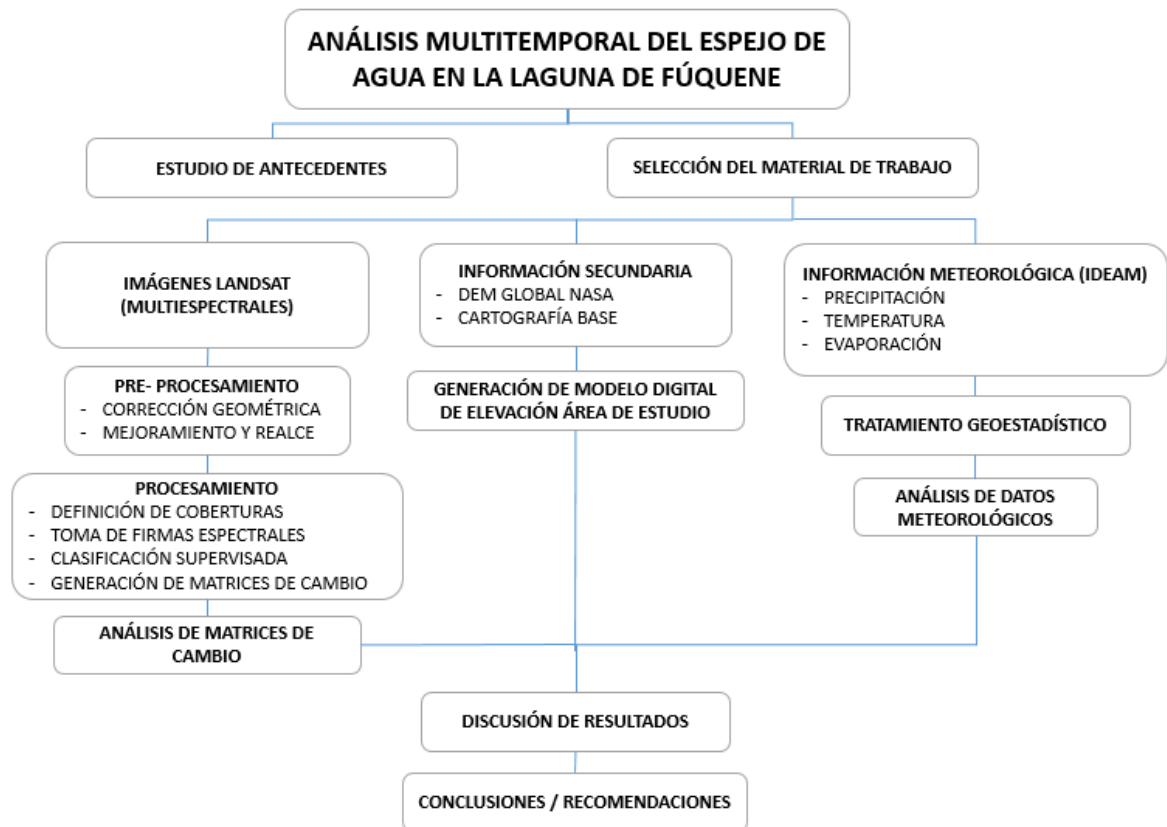 ANÁLISIS MULTITEMPORAL DEL ESPEJO DE
AGUA EN LA LAGUNA DE FÚQUENE
ESTUDIO DE ANTECEDENTES
SELECCIÓN DEL MATERIAL DE TRABAJO
IMÁGENES LANDSAT
(MULTIESPECTRALES)
INFORMACIÓN SECUNDARIA
- DEM GLOBAL NASA
- CARTOGRAFÍA BASE
INFORMACIÓN METEOROLÓGICA (IDEAM)
- PRECIPITACIÓN
- TEMPERATURA
- EVAPORACIÓN
PRE- PROCESAMIENTO
- CORRECCIÓN GEOMÉTRICA
- MEJORAMIENTO Y REALCE
GENERACIÓN DE MODELO DIGITAL
DE ELEVACIÓN ÁREA DE ESTUDIO
TRATAMIENTO GEOESTADÍSTICO
PROCESAMIENTO
- DEFINICIÓN DE COBERTURAS
- TOMA DE FIRMAS ESPECTRALES
- CLASIFICACIÓN SUPERVISADA
- GENERACIÓN DE MATRICES DE CAMBIO
ANÁLISIS DE DATOS
METEOROLÓGICOS
ANÁLISIS DE MATRICES DE
CAMBIO
DISCUSIÓN DE RESULTADOS
CONCLUSIONES / RECOMENDACIONES